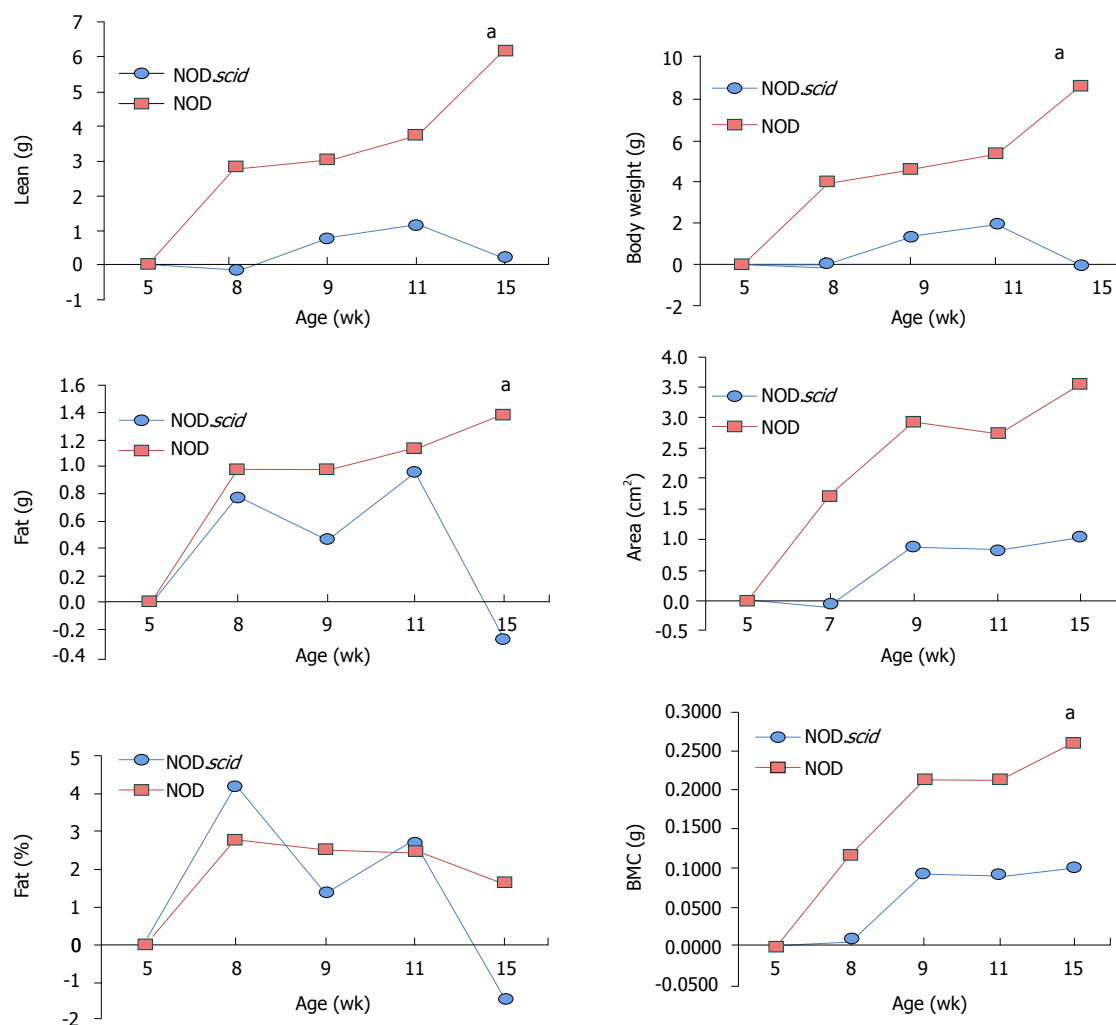 a
7
6
5
4
3
2
1
0
-1
NOD.scid
NOD
Lean (g)
5 8 9 11 15
Age (wk)
a
10
8
6
4
2
0
-2
NOD.scid
NOD
Body weight (g)
5 8 9 11 15
Age (wk)
a
1.6
1.4
1.2
1.0
0.8
0.6
0.4
0.2
0.0
-0.2
-0.4
NOD.scid
NOD
Fat (g)
5 8 9 11 15
Age (wk)
4.0
3.5
3.0
2.5
2.0
1.5
1.0
0.5
0.0
-0.5
NOD.scid
NOD
Area (cm²)
5 7 9 11 15
Age (wk)
5
4
3
2
1
0
-1
-2
NOD.scid
NOD
Fat (%)
5 8 9 11 15
Age (wk)
a
0.3000
0.2500
0.2000
0.1500
0.1000
0.0500
0.0000
-0.0500
NOD.scid
NOD
BMC (g)
5 8 9 11 15
Age (wk)